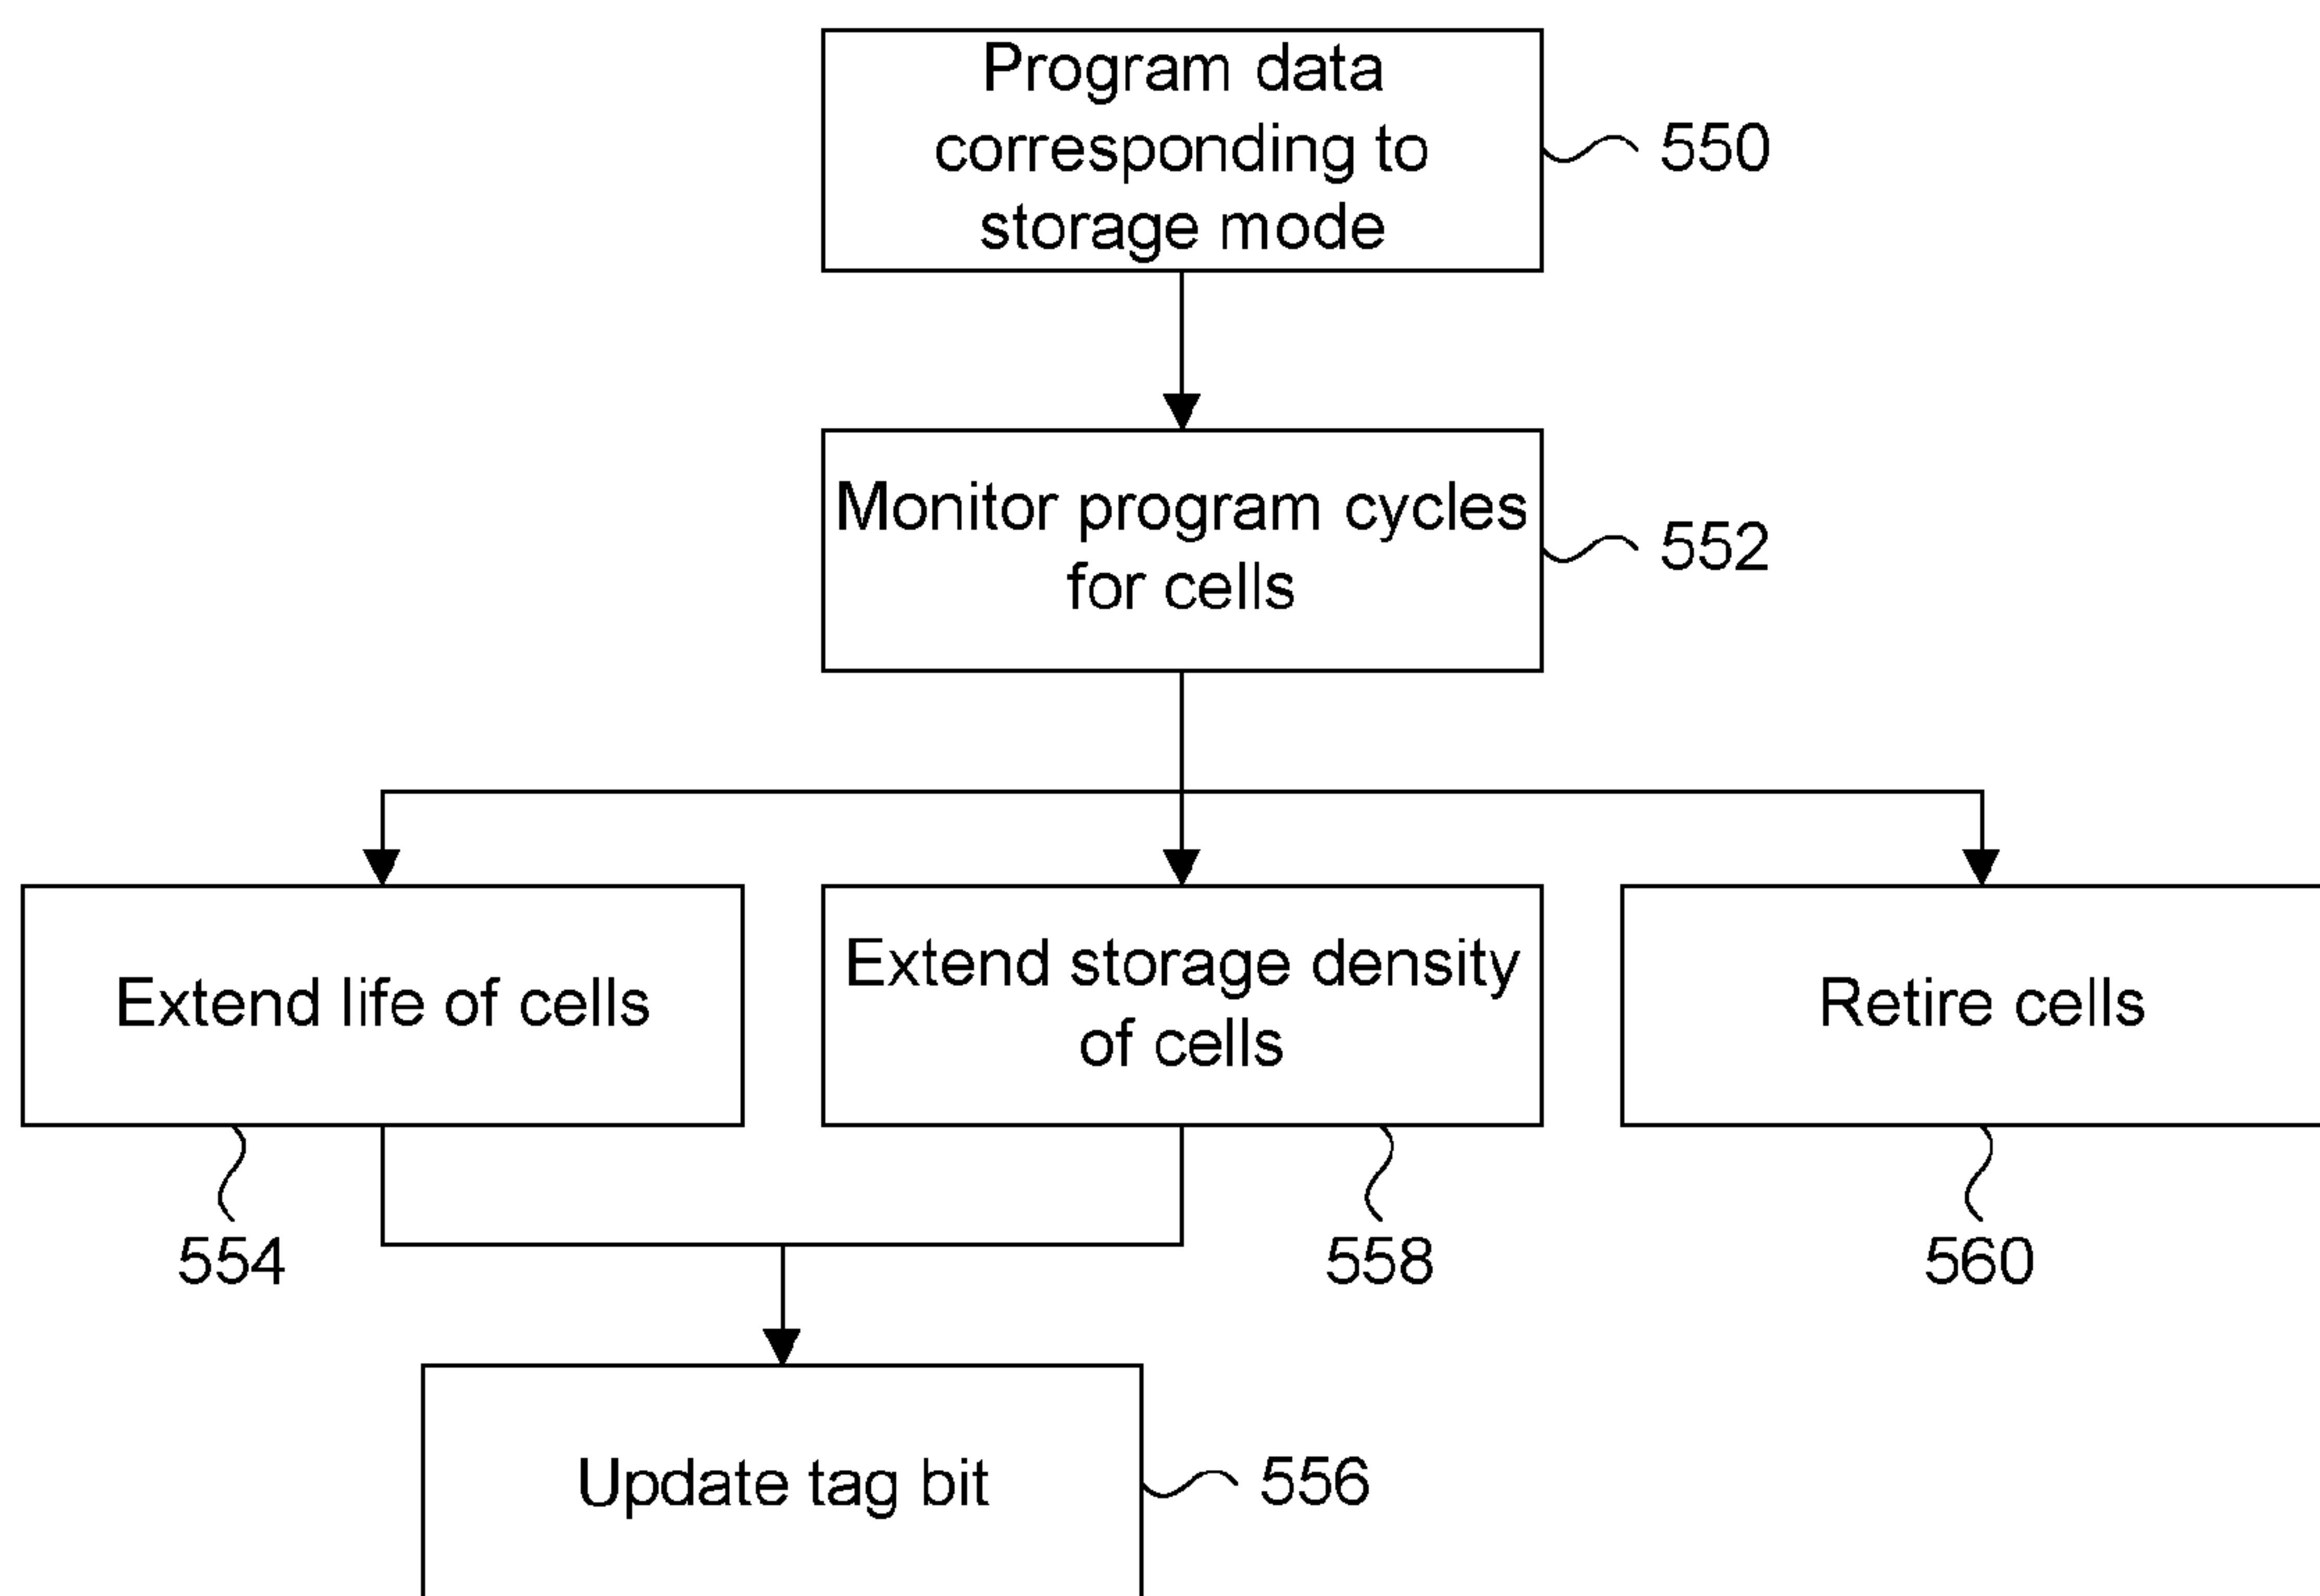 Program data
corresponding to
storage mode
550
Monitor program cycles
for cells
552
Extend life of cells
Extend storage density
of cells
Retire cells
554
558
560
Update tag bit
556